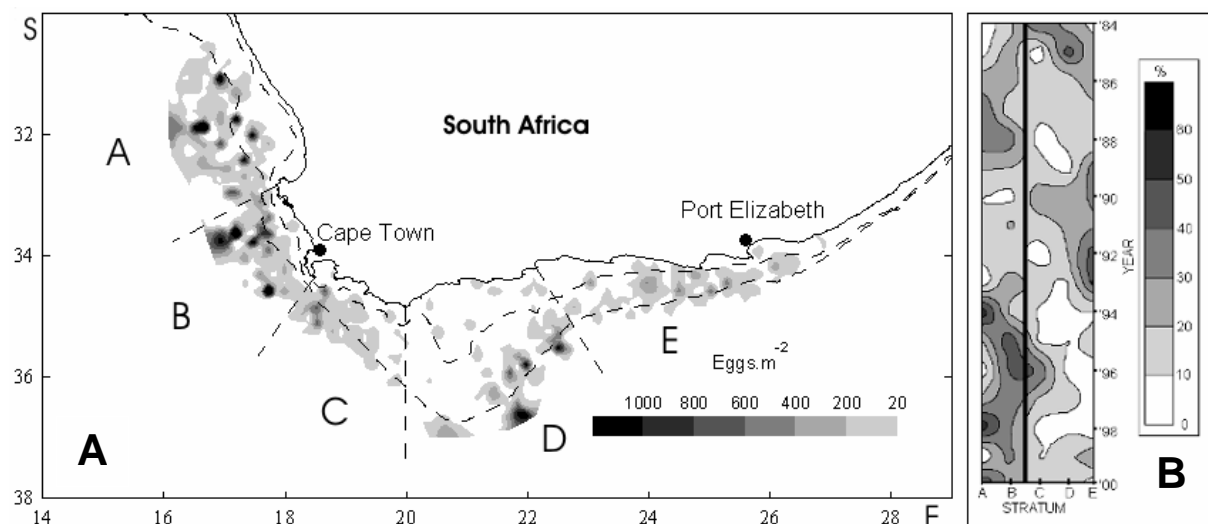 S
32
34
36
38
14
16
18
20
22
24
26
28
E
South Africa
Cape Town
Port Elizabeth
A
B
C
D
E
Eggs.m⁻²
1000 800 600 400 200 20
A
'84
'86
'88
'90
'92
'94
'96
'98
'00
YEAR
A B C D E
STRATUM
%
60
50
40
30
20
10
0
B